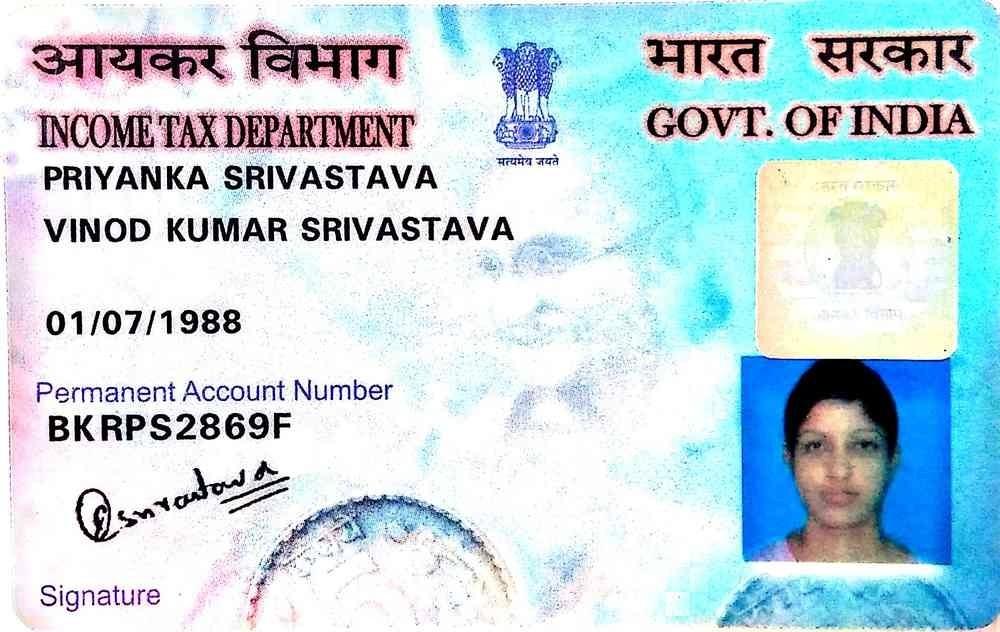 आयकर विभाग
INCOME TAX DEPARTMENT
भारत सरकार
GOVT. OF INDIA
सत्यमेव जयते
PRIYANKA SRIVASTAVA
VINOD KUMAR SRIVASTAVA
01/07/1988
Permanent Account Number
BKRPS2869F
Signature